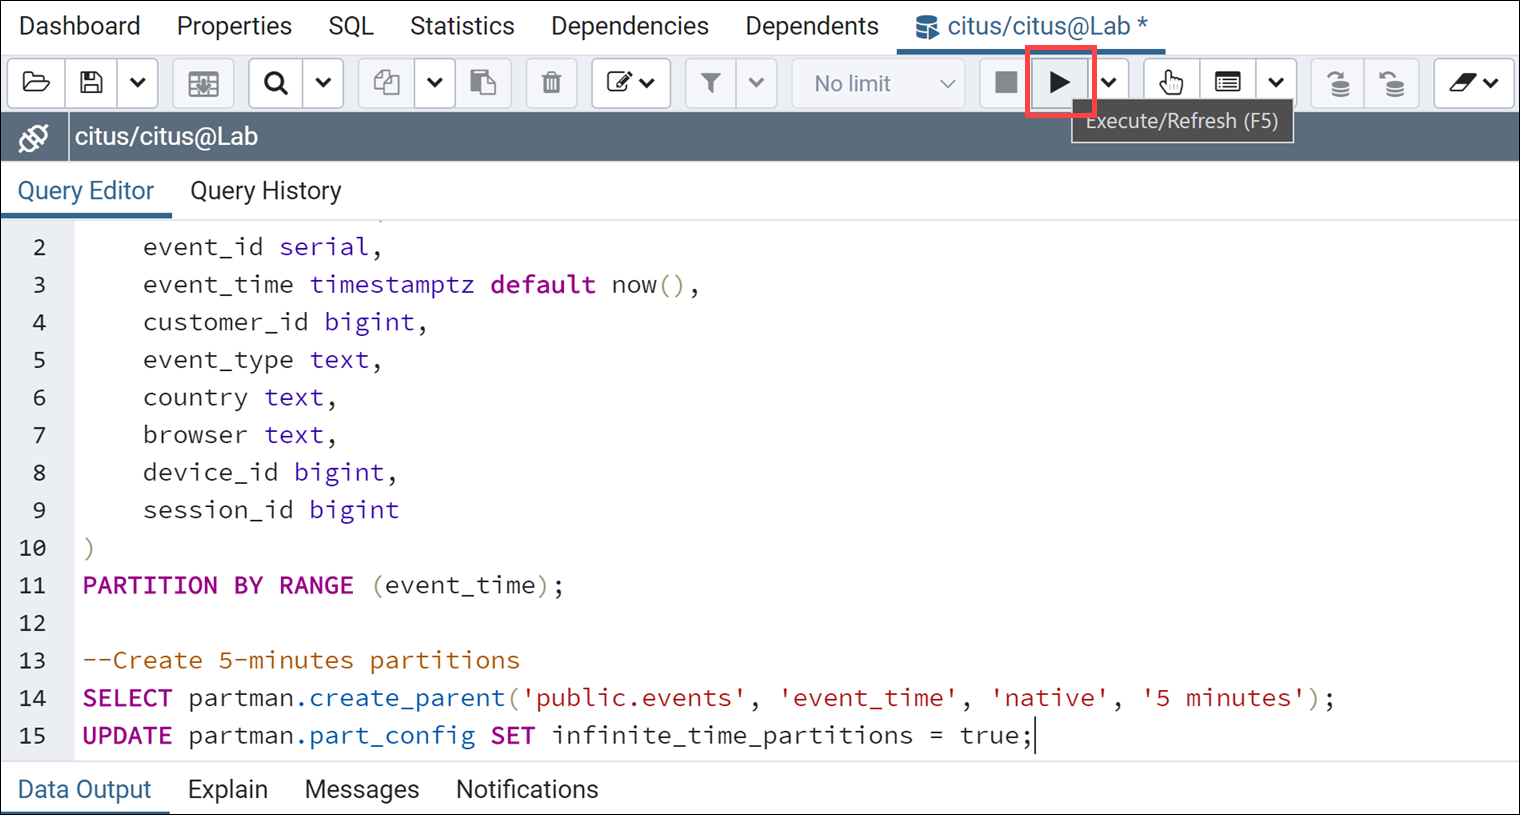 Dashboard Properties SQL Statistics Dependencies Dependents citus/citus@Lab *
No limit
Execute/Refresh (F5)
citus/citus@Lab
Query Editor Query History
2 event_id serial,
3 event_time timestamptz default now(),
4 customer_id bigint,
5 event_type text,
6 country text,
7 browser text,
8 device_id bigint,
9 session_id bigint
10 )
11 PARTITION BY RANGE (event_time);
12
13 --Create 5-minutes partitions
14 SELECT partman.create_parent('public.events', 'event_time', 'native', '5 minutes');
15 UPDATE partman.part_config SET infinite_time_partitions = true;
Data Output Explain Messages Notifications